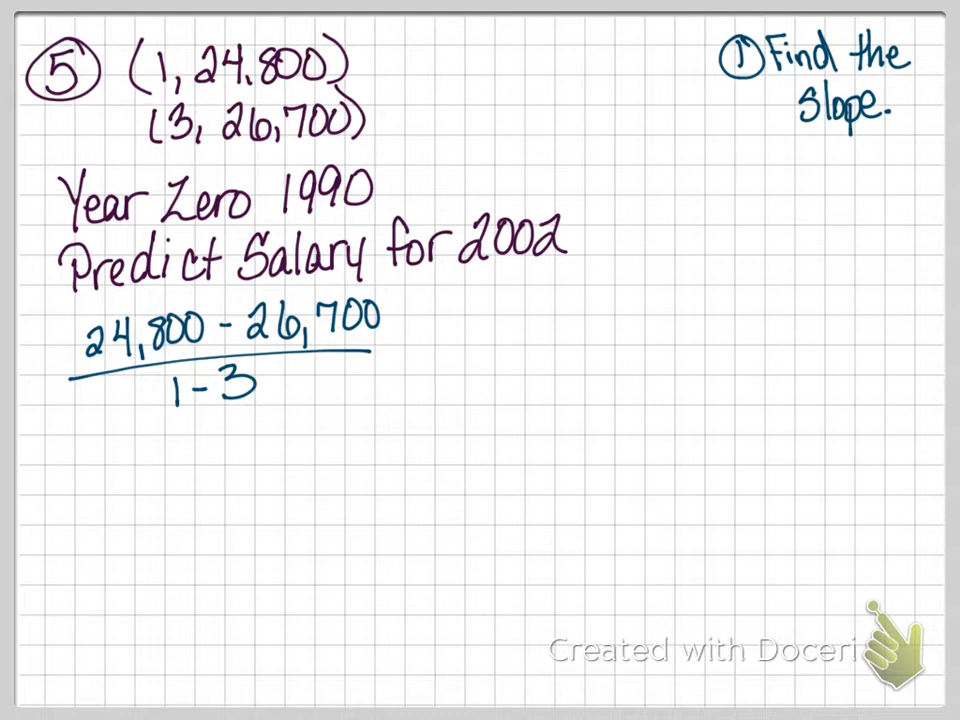 ⑤ (1, 24,800)
(3, 26,700)
Year Zero 1990
Predict Salary for 2002
24,800 - 26,700
1 - 3
① Find the
slope.
Created with Doceri